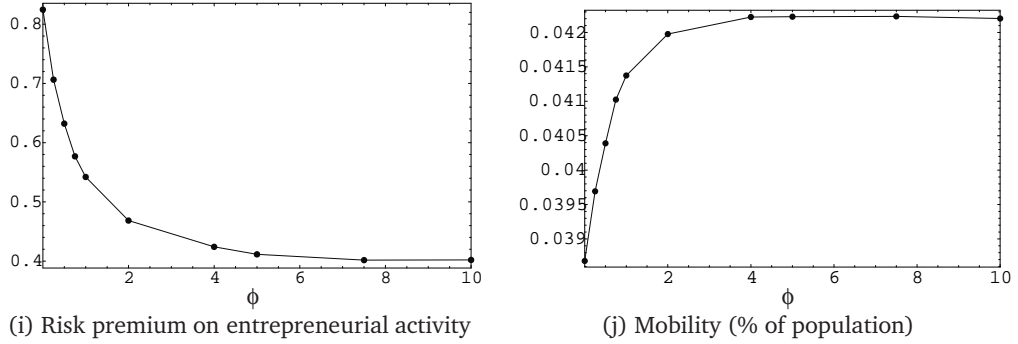 0.8
0.7
0.6
0.5
0.4
2 4 6 8 10
ϕ
(i) Risk premium on entrepreneurial activity
0.042
0.0415
0.041
0.0405
0.04
0.0395
0.039
2 4 6 8 10
ϕ
(j) Mobility (% of population)